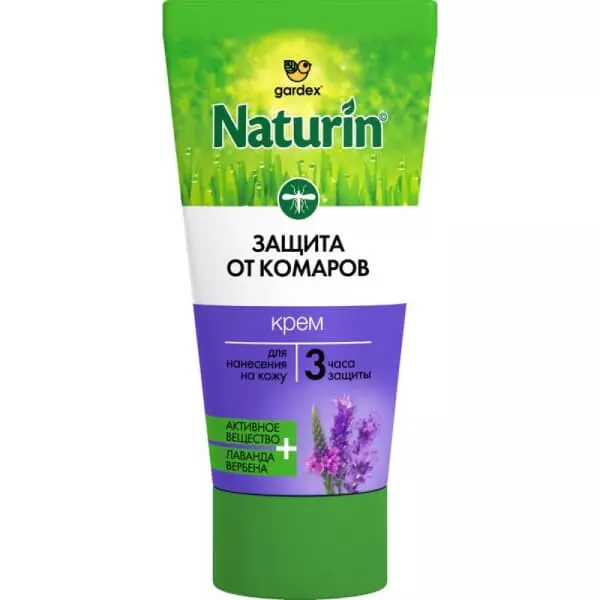 gardex®
Naturin©
ЗАЩИТА
ОТ КОМАРОВ
крем
для
нанесения
на кожу
3 часа
защиты
АКТИВНОЕ
ВЕЩЕСТВО
+
ЛАВАНДА
ВЕРБЕНА